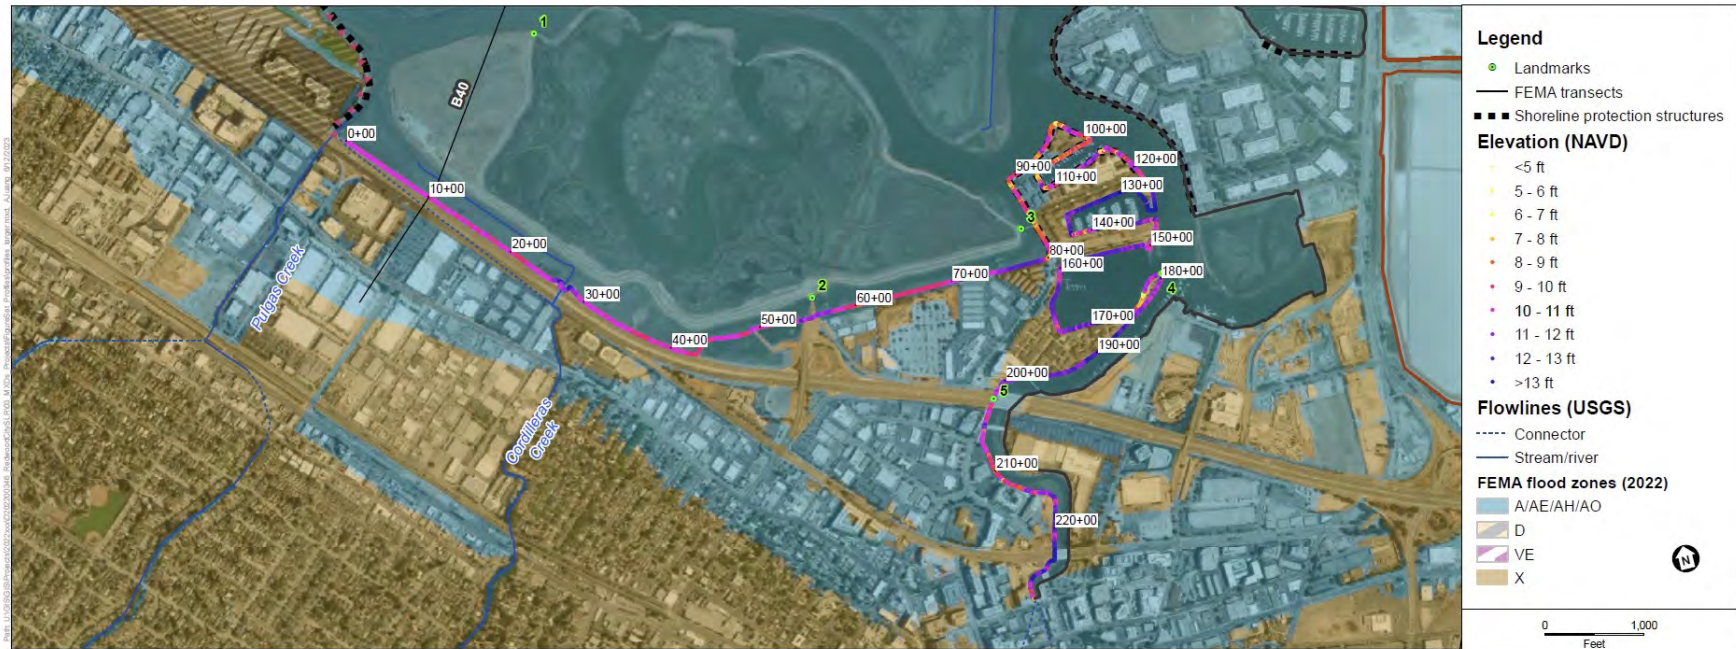 1
B40
0+00
100+00
90+00
120+00
110+00
130+00
10+00
3
140+00
20+00
150+00
80+00
160+00
Pulgas Creek
70+00
180+00
2
4
30+00
60+00
50+00
170+00
40+00
190+00
200+00
5
Cordilleras
Creek
210+00
220+00
Legend
Landmarks
FEMA transects
Shoreline protection structures
Elevation (NAVD)
<5 ft
5 - 6 ft
6 - 7 ft
7 - 8 ft
8 - 9 ft
9 - 10 ft
10 - 11 ft
11 - 12 ft
12 - 13 ft
>13 ft
Flowlines (USGS)
Connector
Stream/river
FEMA flood zones (2022)
A/AE/AH/AO
D
VE
X
N
0 1,000
Feet